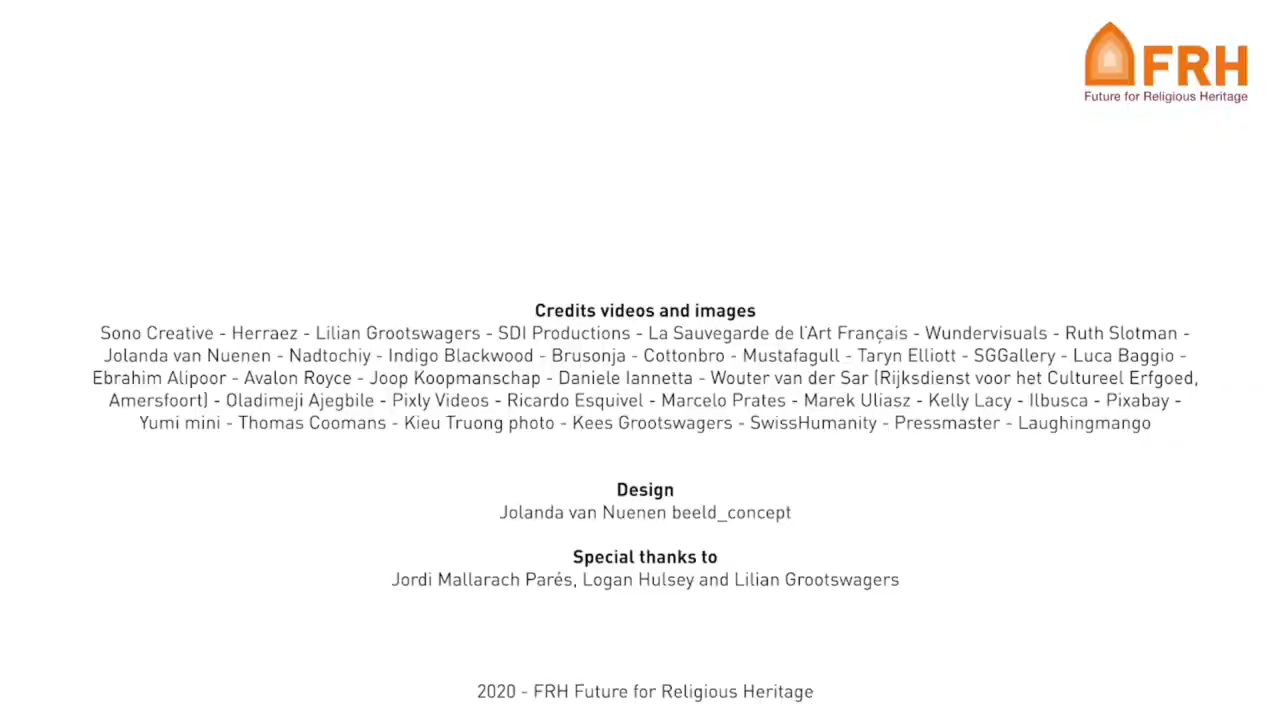 FRH
Future for Religious Heritage
Credits videos and images
Sono Creative - Herraez - Lilian Grootswagers - SDI Productions - La Sauvegarde de l'Art Français - Wundervisuals - Ruth Slotman -
Jolanda van Nuenen - Nadtochiy - Indigo Blackwood - Brusonja - Cottonbro - Mustafagull - Taryn Elliott - SGGallery - Luca Baggio -
Ebrahim Alipoor - Avalon Royce - Joop Koopmanschap - Daniele Iannetta - Wouter van der Sar (Rijksdienst voor het Cultureel Erfgoed,
Amersfoort) - Oladimeji Ajegbile - Pixly Videos - Ricardo Esquivel - Marcelo Prates - Marek Uliasz - Kelly Lacy - Ilbusca - Pixabay -
Yumi mini - Thomas Coomans - Kieu Truong photo - Kees Grootswagers - SwissHumanity - Pressmaster - Laughingmango
Design
Jolanda van Nuenen beeld_concept
Special thanks to
Jordi Mallarach Parés, Logan Hulsey and Lilian Grootswagers
2020 - FRH Future for Religious Heritage